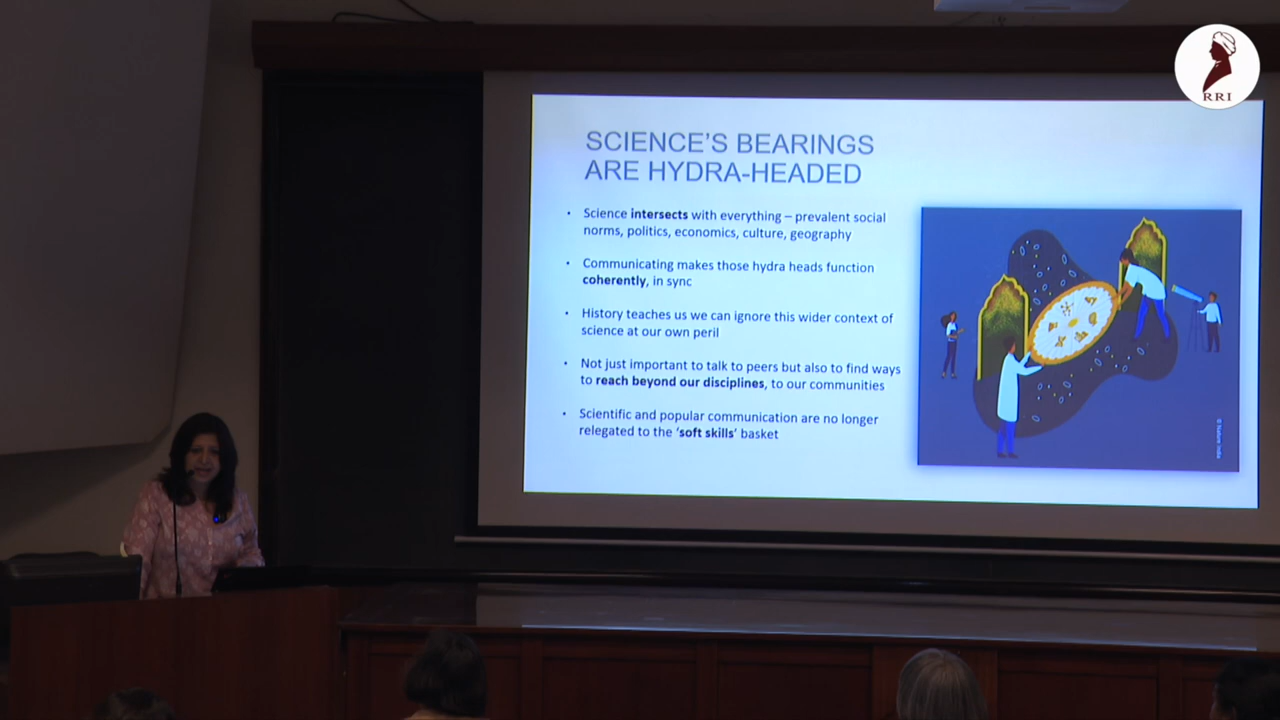 RRI
SCIENCE'S BEARINGS
ARE HYDRA-HEADED
• Science intersects with everything – prevalent social
norms, politics, economics, culture, geography
• Communicating makes those hydra heads function
coherently, in sync
• History teaches us we can ignore this wider context of
science at our own peril
• Not just important to talk to peers but also to find ways
to reach beyond our disciplines, to our communities
• Scientific and popular communication are no longer
relegated to the 'soft skills' basket
© Nature India